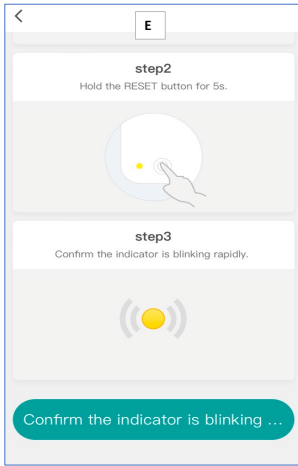 E
step2
Hold the RESET button for 5s.
step3
Confirm the indicator is blinking rapidly.
Confirm the indicator is blinking ...